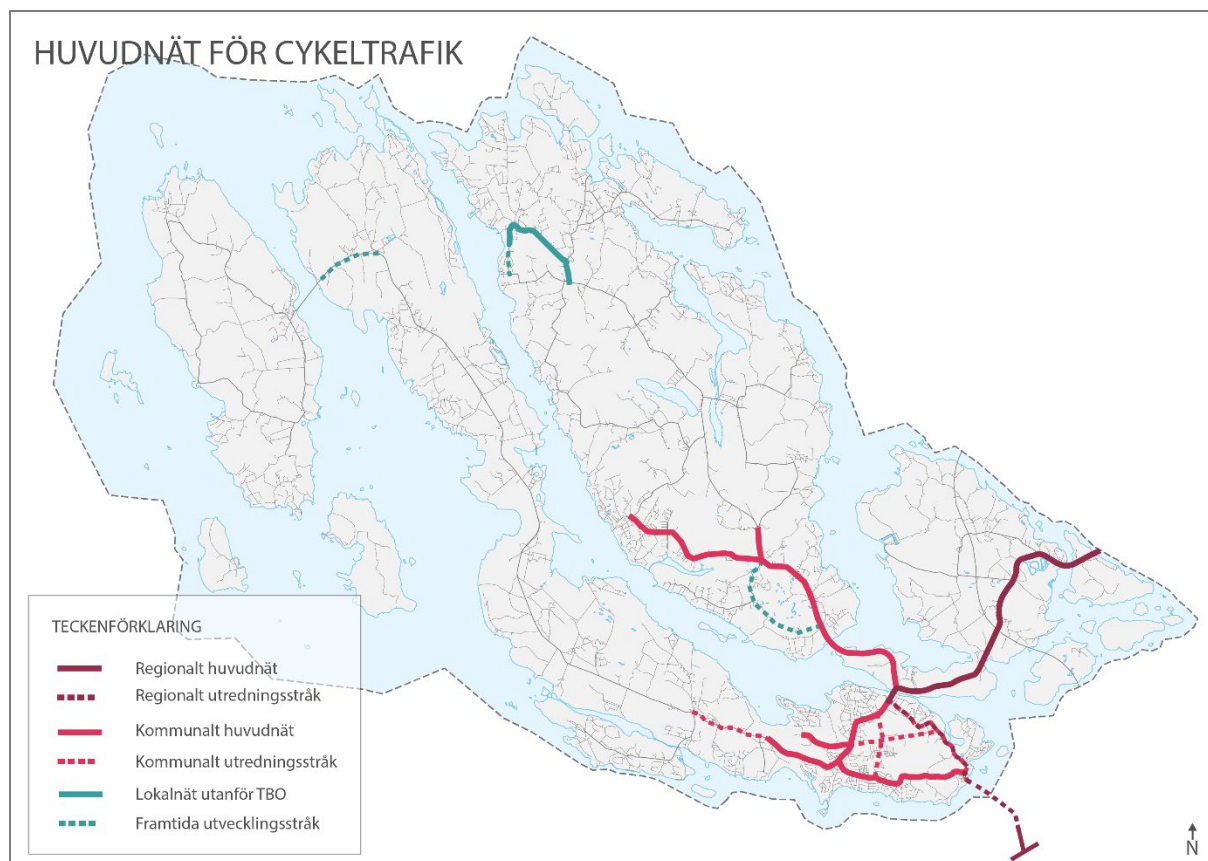 HUVUDNÄT FÖR CYKELTRAFIK
TECKENFÖRKLARING
Regionalt huvudnät
Regionalt utredningsstråk
Kommunalt huvudnät
Kommunalt utredningsstråk
Lokalnät utanför TBO
Framtida utvecklingsstråk
N